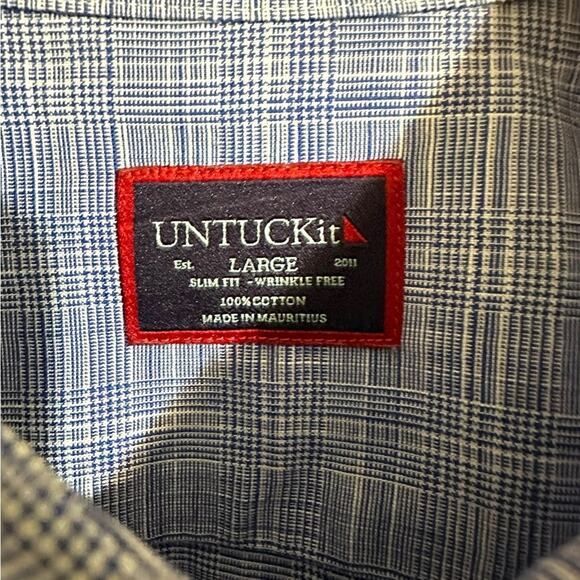 UNTUCKit
Est. LARGE 2011
SLIM FIT - WRINKLE FREE
100% COTTON
MADE IN MAURITIUS